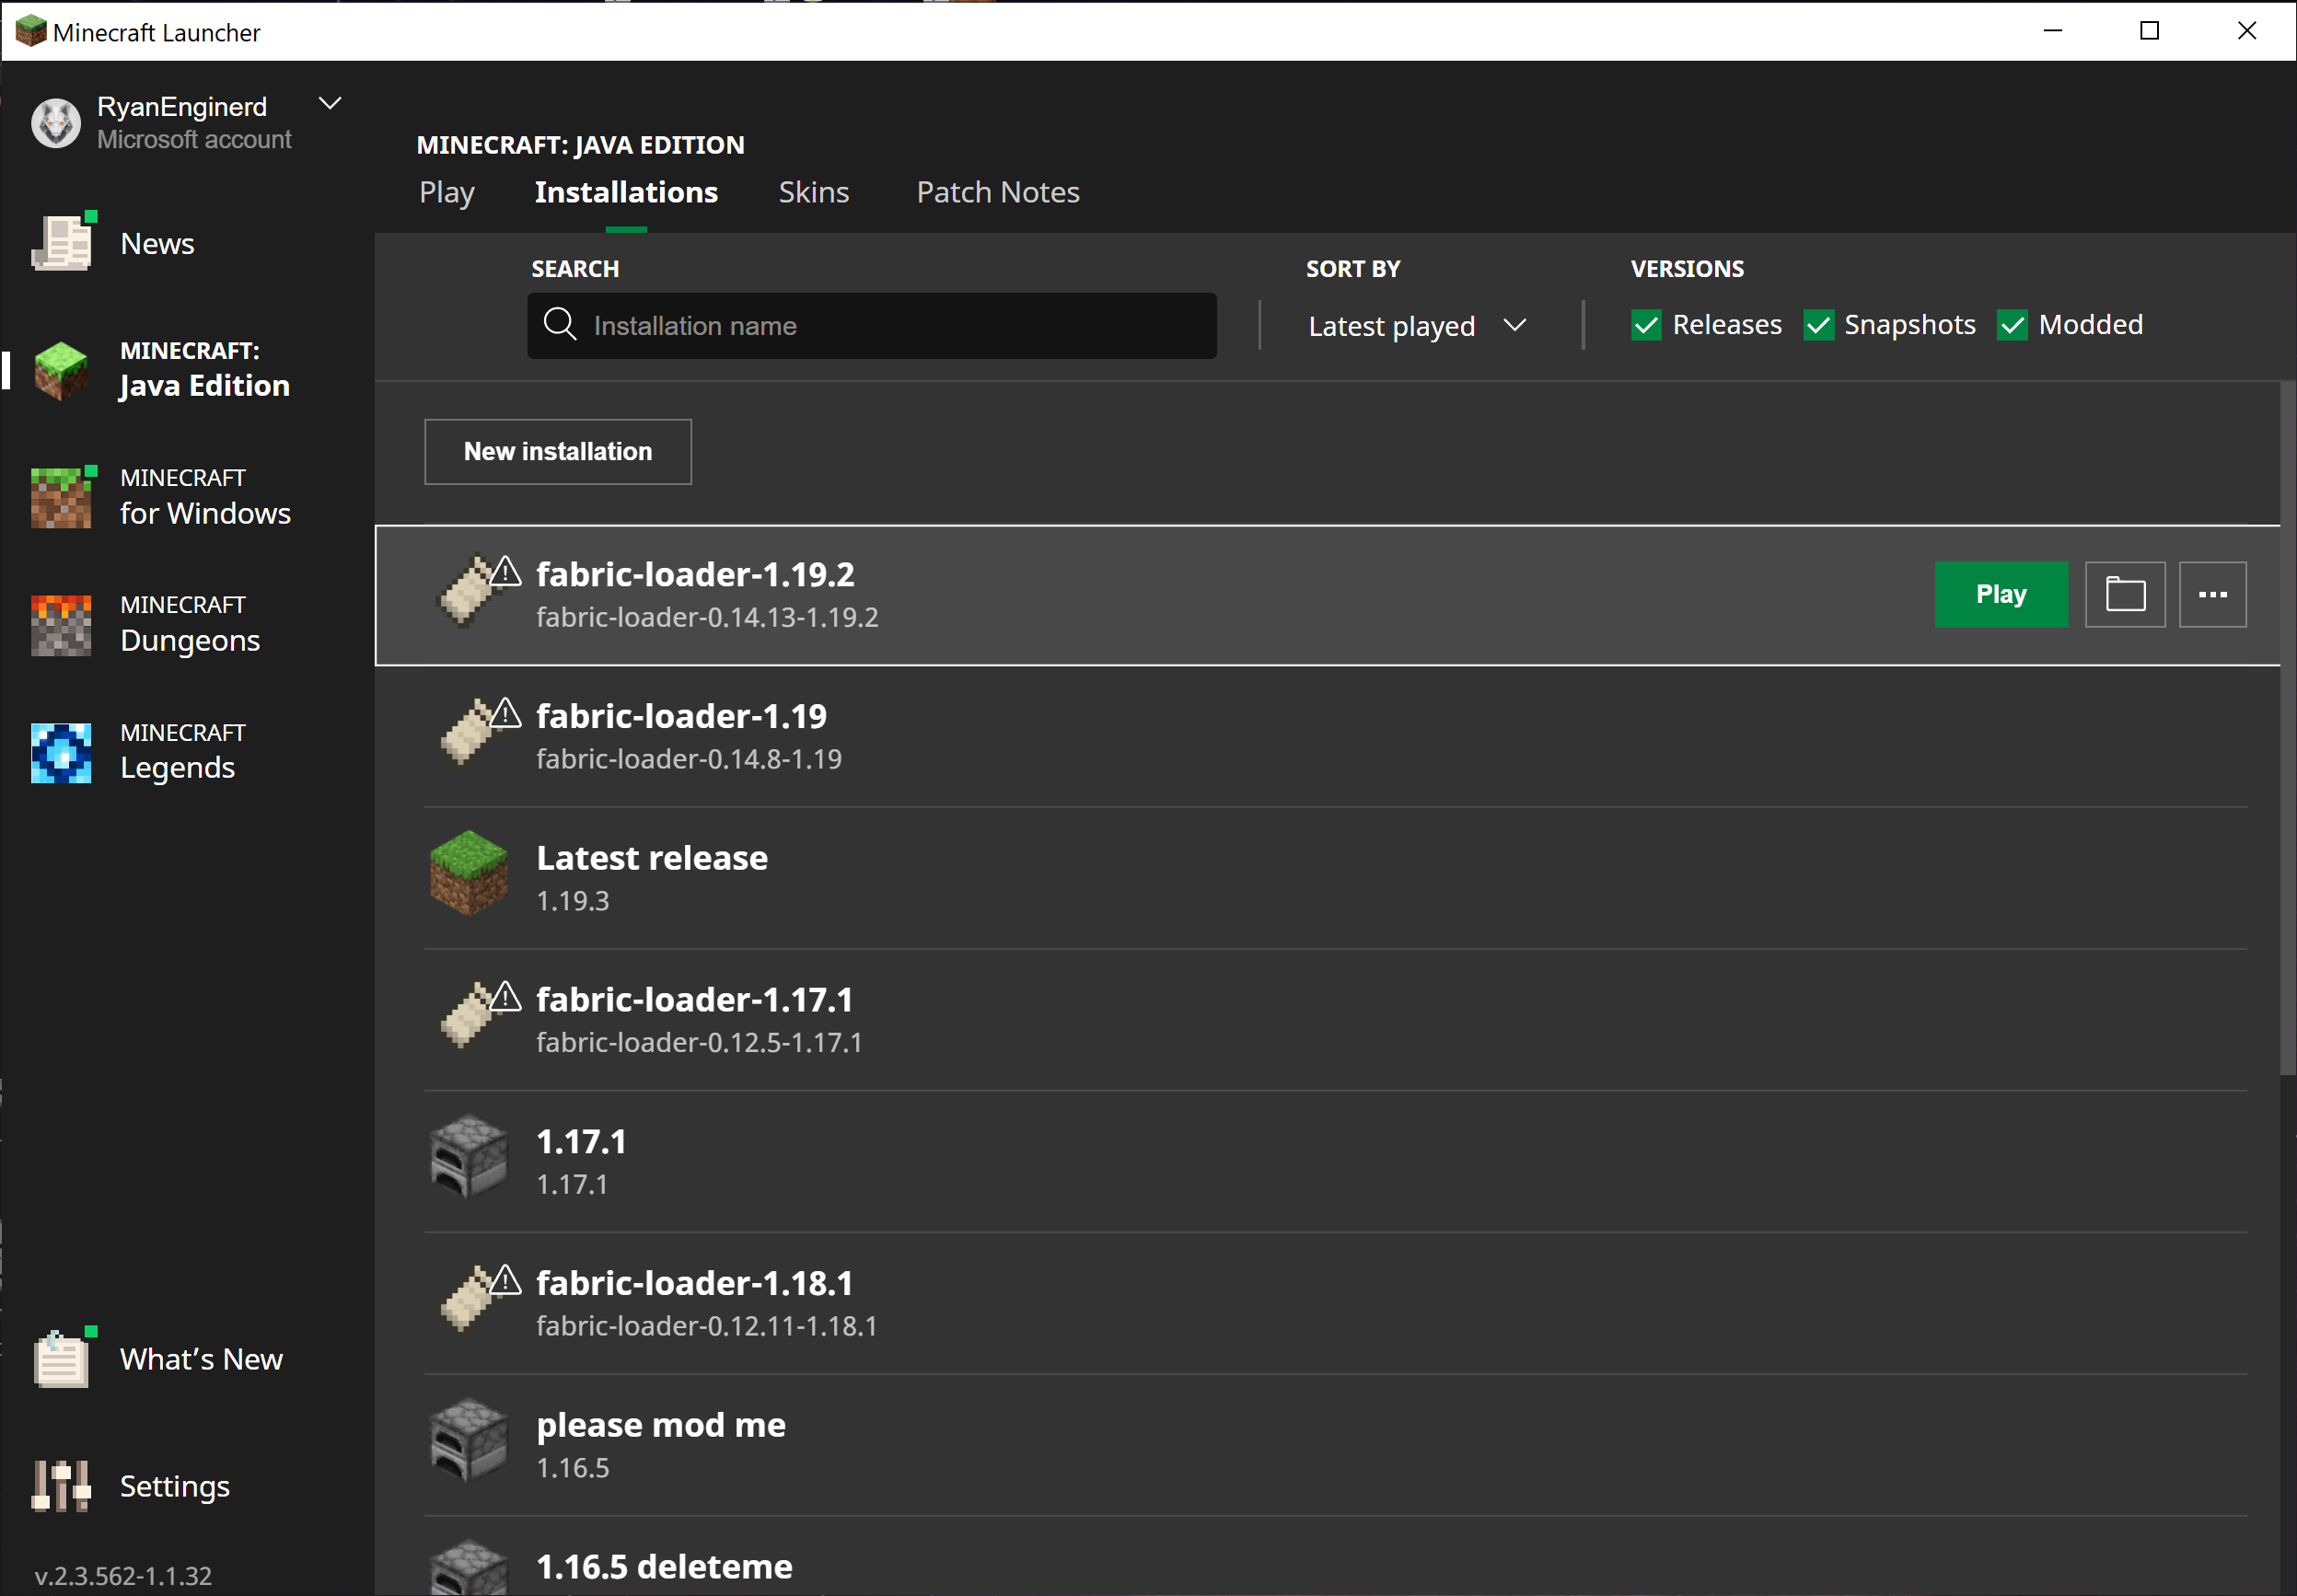 Minecraft Launcher
RyanEnginerd
Microsoft account
News
MINECRAFT:
Java Edition
MINECRAFT
for Windows
MINECRAFT
Dungeons
MINECRAFT
Legends
What's New
Settings
v.2.3.562-1.1.32
MINECRAFT: JAVA EDITION
Play Installations Skins Patch Notes
SEARCH SORT BY VERSIONS
Installation name Latest played Releases Snapshots Modded
New installation
fabric-loader-1.19.2
fabric-loader-0.14.13-1.19.2
Play
fabric-loader-1.19
fabric-loader-0.14.8-1.19
Latest release
1.19.3
fabric-loader-1.17.1
fabric-loader-0.12.5-1.17.1
1.17.1
1.17.1
fabric-loader-1.18.1
fabric-loader-0.12.11-1.18.1
please mod me
1.16.5
1.16.5 deleteme